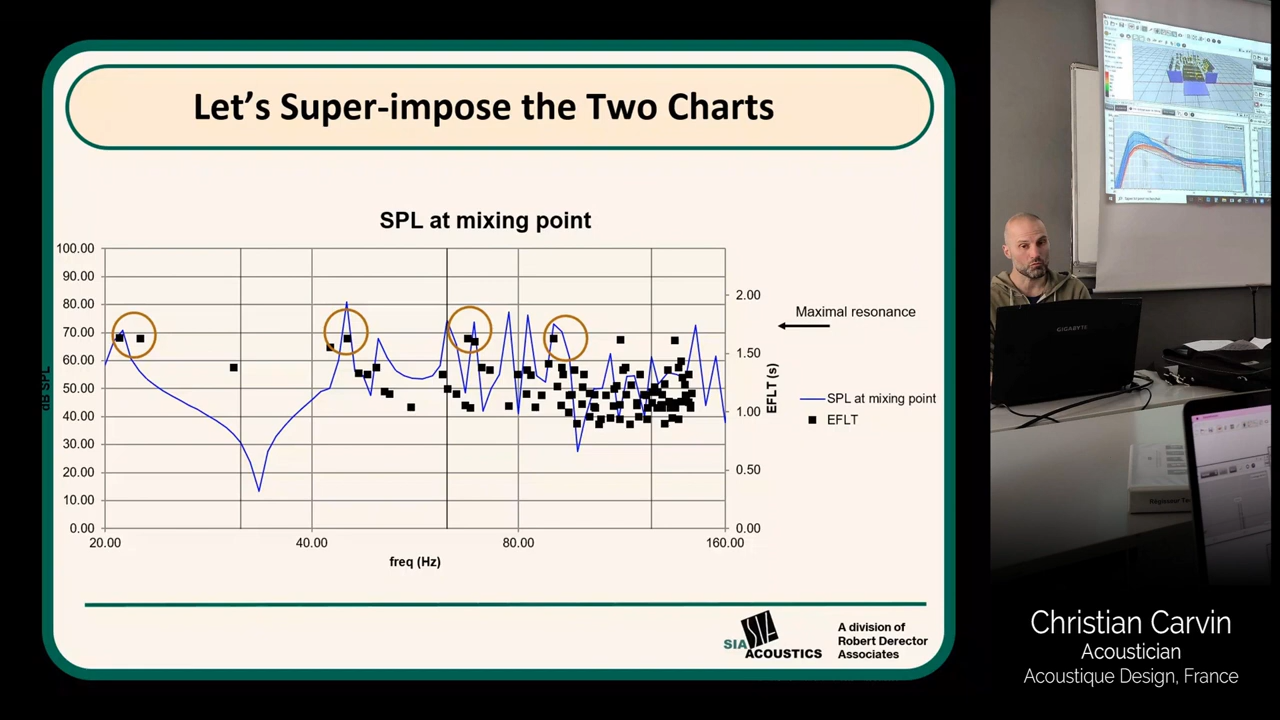 Let's Super-impose the Two Charts
SPL at mixing point
100.00
90.00
80.00
70.00
60.00
50.00
40.00
30.00
20.00
10.00
0.00
dB SPL
20.00
40.00
80.00
160.00
freq (Hz)
2.00
1.50
1.00
0.50
0.00
EFLT (s)
Maximal resonance
SPL at mixing point
EFLT
SIA
ACOUSTICS
A division of
Robert Derector
Associates
GIGABYTE
Christian Carvin
Acoustician
Acoustique Design, France